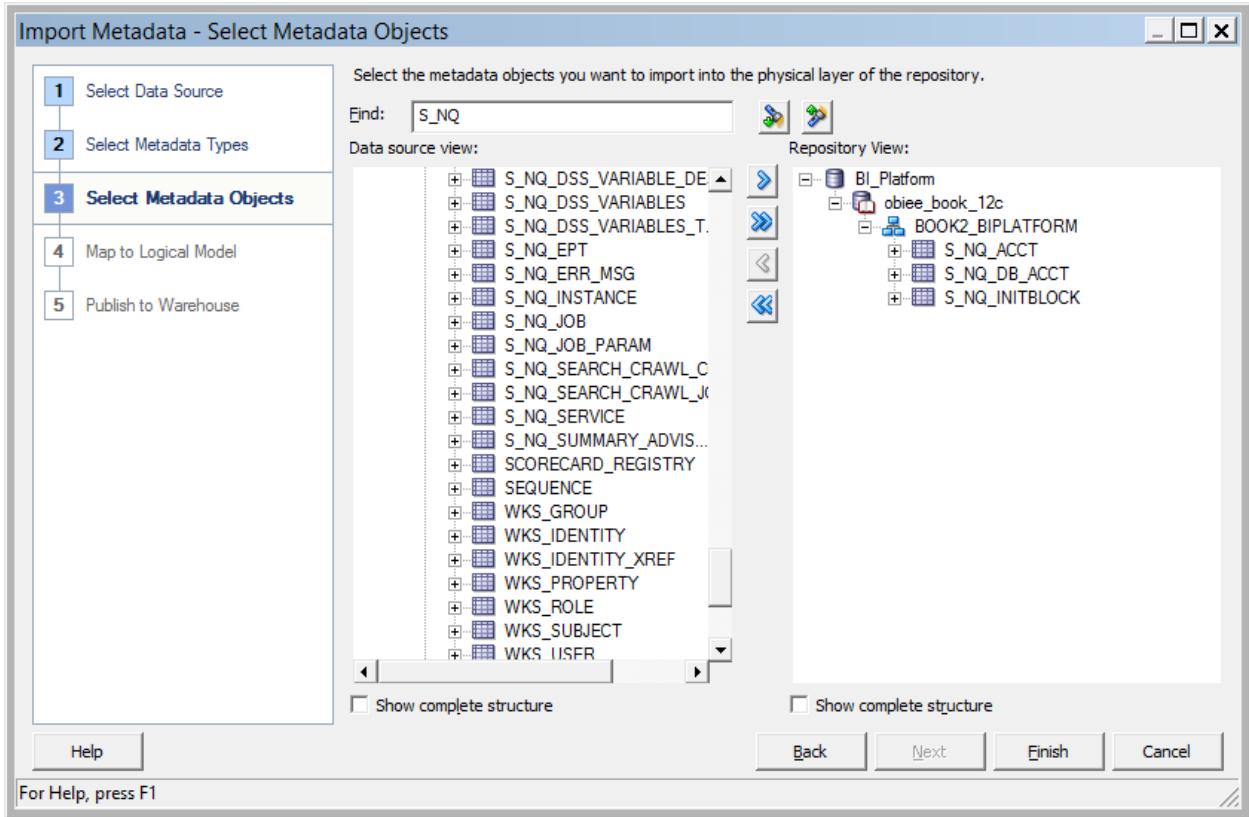 Import Metadata - Select Metadata Objects
1 Select Data Source
2 Select Metadata Types
3 Select Metadata Objects
4 Map to Logical Model
5 Publish to Warehouse
Select the metadata objects you want to import into the physical layer of the repository.
Find: S_NQ
Data source view:
S_NQ_DSS_VARIABLE_DE
S_NQ_DSS_VARIABLES
S_NQ_DSS_VARIABLES_T.
S_NQ_EPT
S_NQ_ERR_MSG
S_NQ_INSTANCE
S_NQ_JOB
S_NQ_JOB_PARAM
S_NQ_SEARCH_CRAWL_C
S_NQ_SEARCH_CRAWL_J
S_NQ_SERVICE
S_NQ_SUMMARY_ADVIS...
SCORECARD_REGISTRY
SEQUENCE
WKS_GROUP
WKS_IDENTITY
WKS_IDENTITY_XREF
WKS_PROPERTY
WKS_ROLE
WKS_SUBJECT
WKS_USER
Show complete structure
Repository View:
BI_Platform
obiee_book_12c
BOOK2_BIPLATFORM
S_NQ_ACCT
S_NQ_DB_ACCT
S_NQ_INITBLOCK
Show complete structure
Help
Back
Next
Finish
Cancel
For Help, press F1